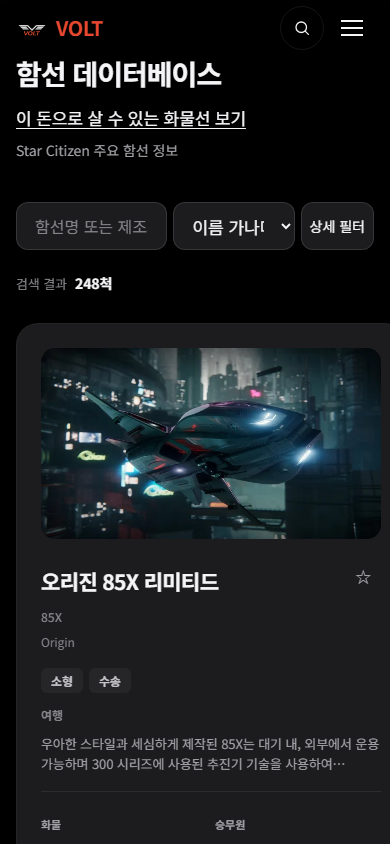 VOLT
VOLT
함선 데이터베이스
이 돈으로 살 수 있는 화물선 보기
Star Citizen 주요 함선 정보
함선명 또는 제조
이름 가나
상세 필터
검색 결과 248척
오리진 85X 리미티드
☆
85X
Origin
소형 수송
여행
우아한 스타일과 세심하게 제작된 85X는 대기 내, 외부에서 운용
가능하며 300 시리즈에 사용된 추진기 기술을 사용하여…
화물 승무원